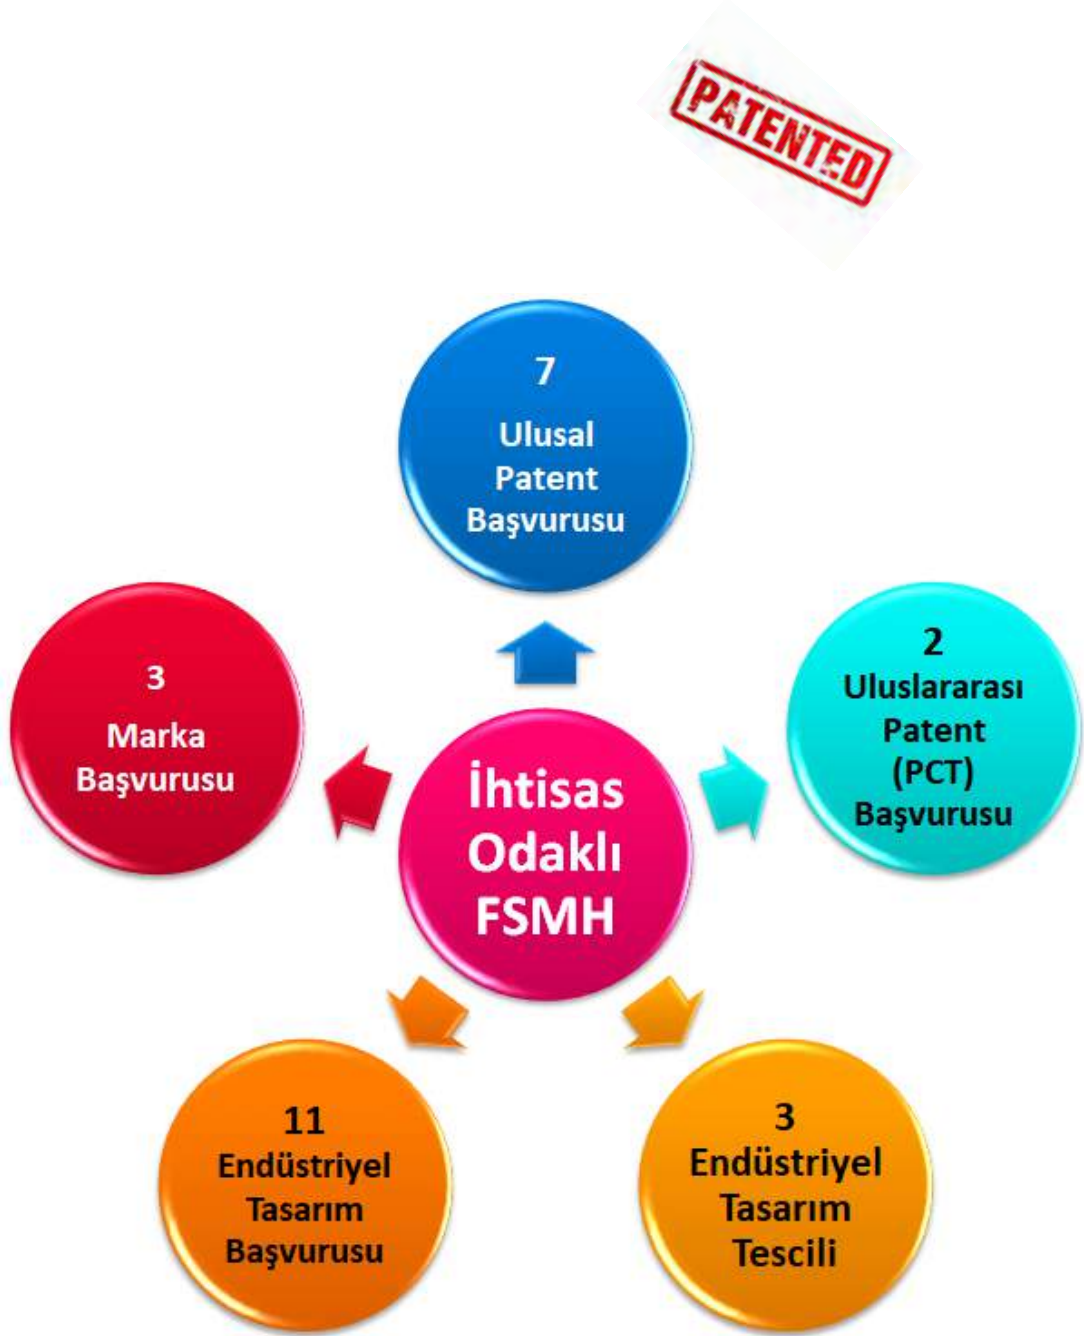 PATENTED
7
Ulusal
Patent
Başvurusu
2
Uluslararası
Patent
(PCT)
Başvurusu
3
Marka
Başvurusu
İhtisas
Odaklı
FSMH
11
Endüstriyel
Tasarım
Başvurusu
3
Endüstriyel
Tasarım
Tescili